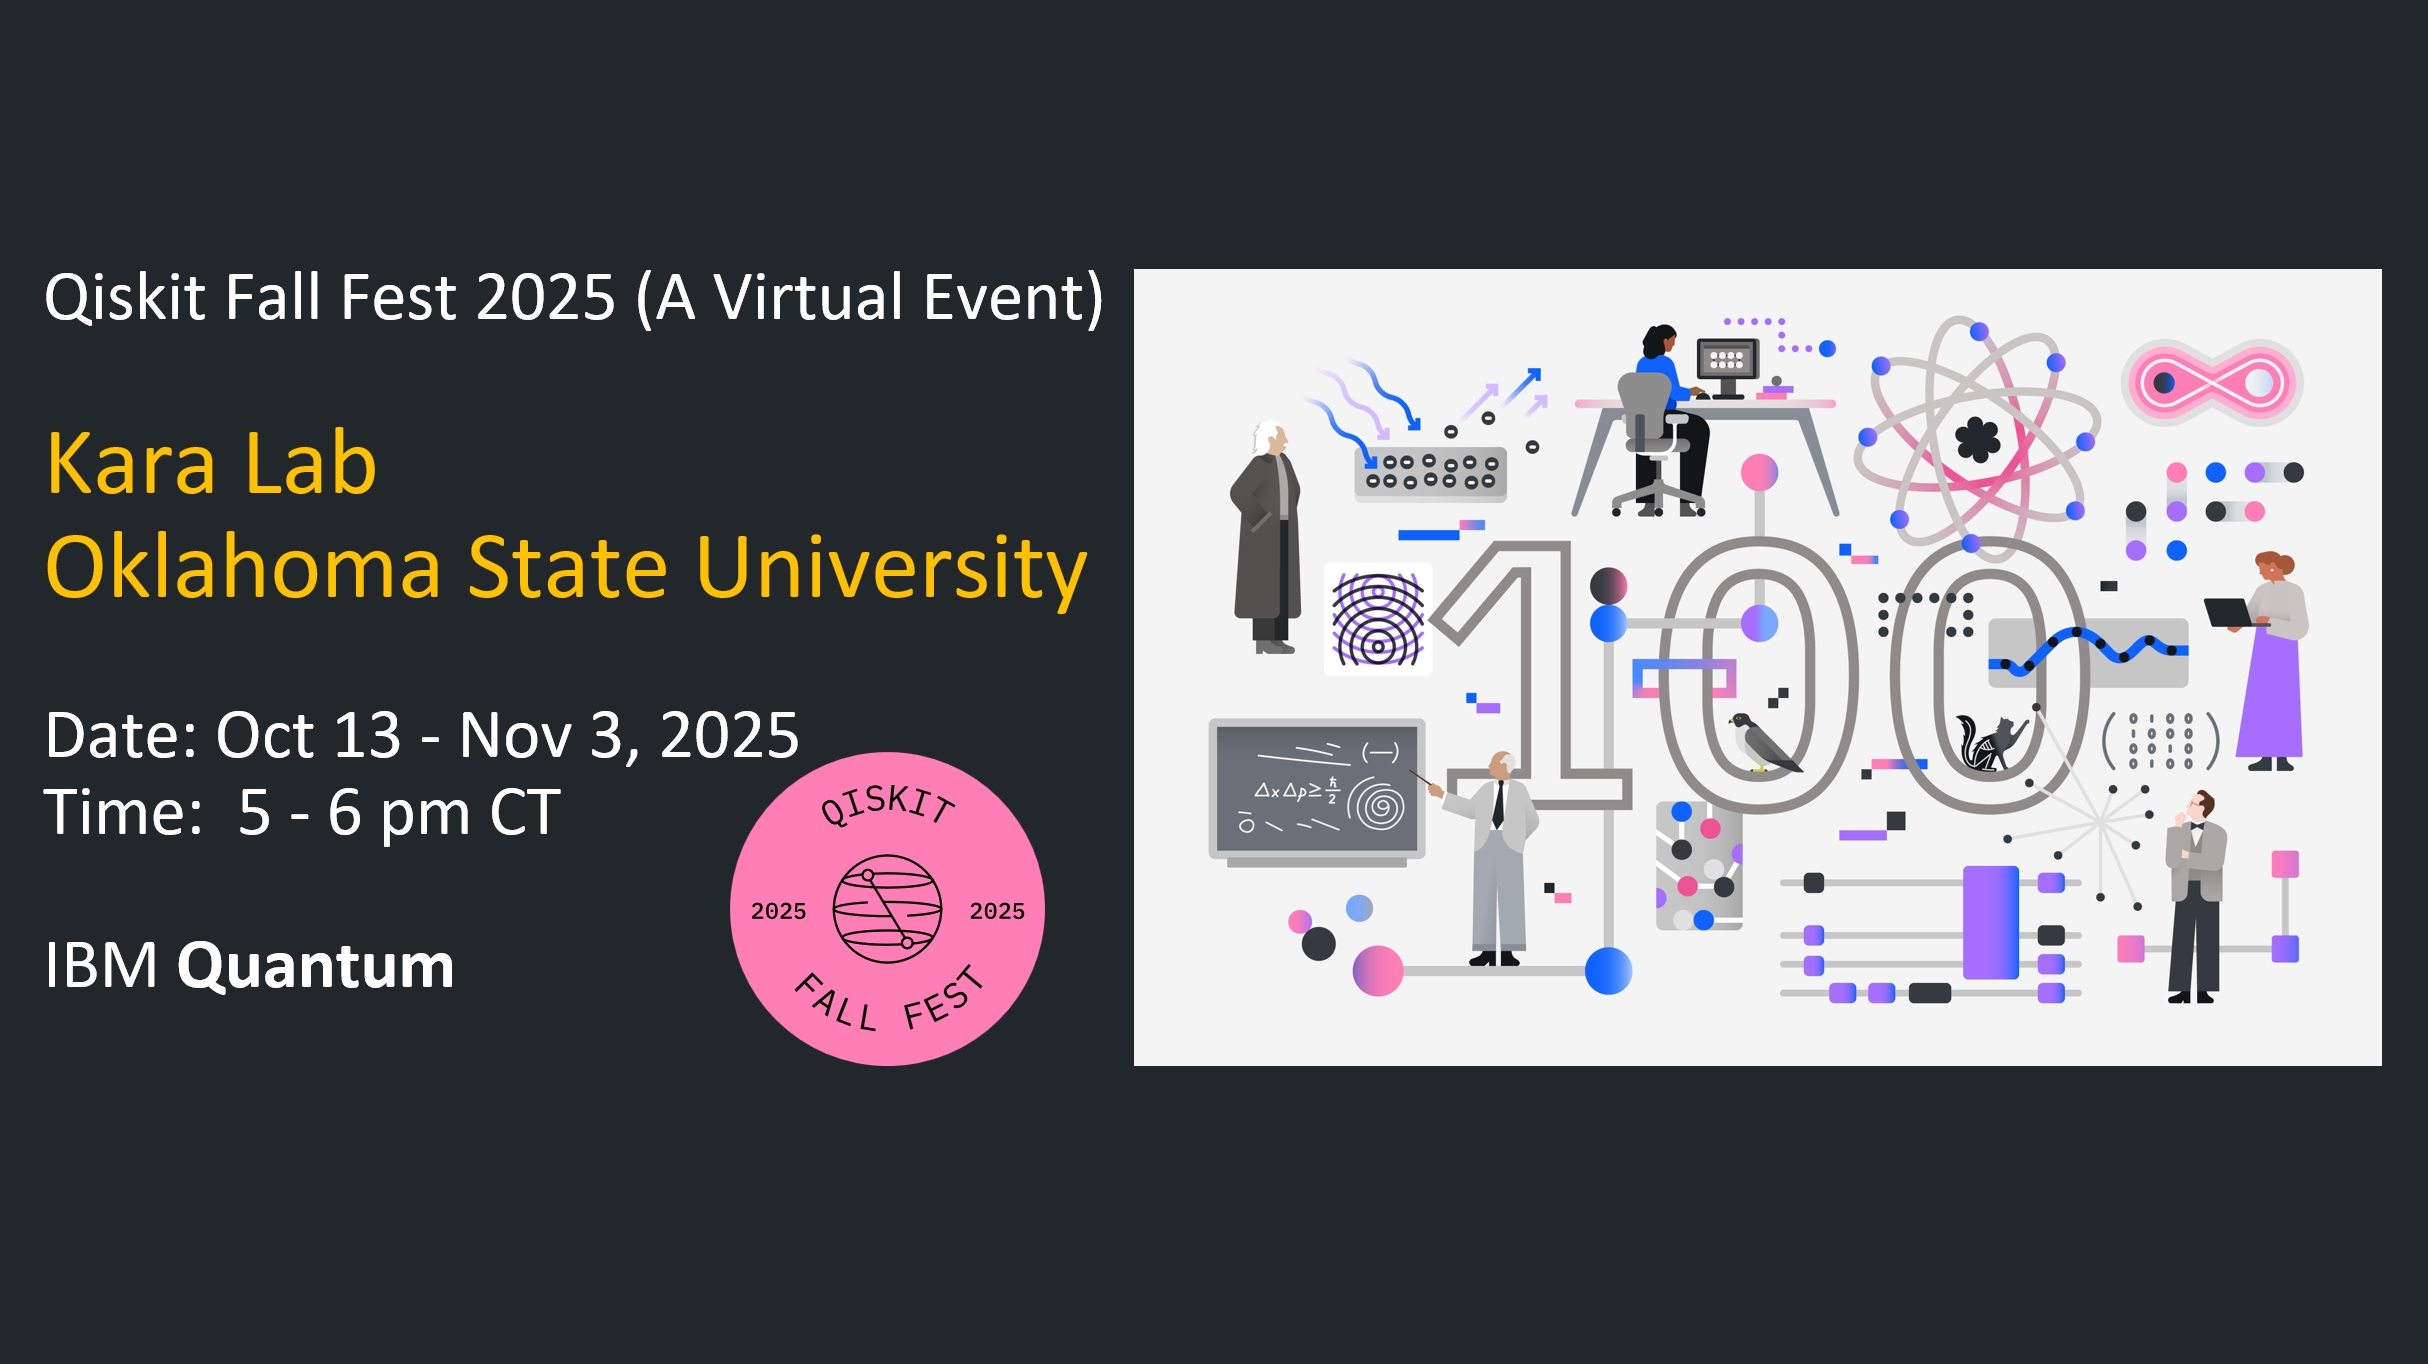 Qiskit Fall Fest 2025 (A Virtual Event)
Kara Lab
Oklahoma State University
Date: Oct 13 - Nov 3, 2025
Time:  5 - 6 pm CT
IBM Quantum
QISKIT
2025 2025
FALL FEST
100
(—)
Δx Δp ≥ ħ/2